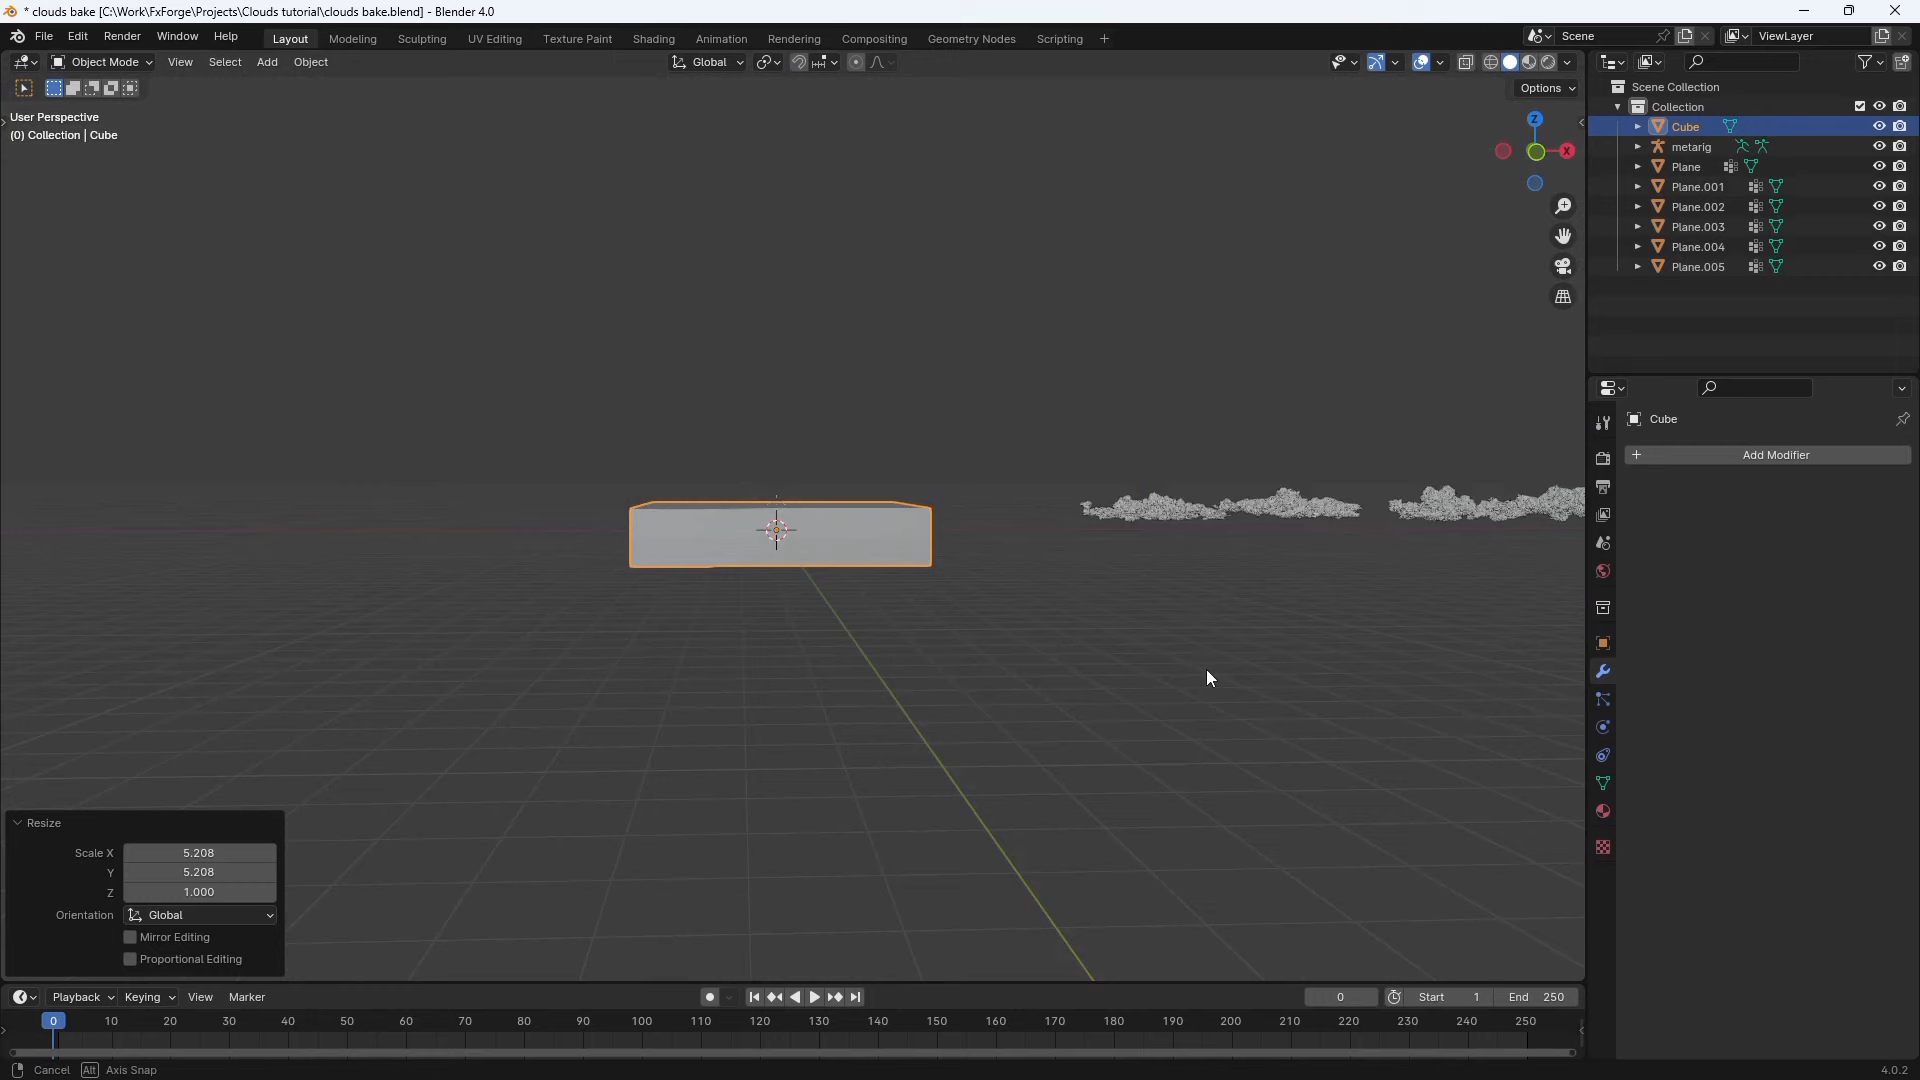 * clouds bake [C:\Work\FxForge\Projects\Clouds tutorial\clouds bake.blend] - Blender 4.0
File Edit Render Window Help Layout Modeling Sculpting UV Editing Texture Paint Shading Animation Rendering Compositing Geometry Nodes Scripting + Scene ViewLayer
Object Mode View Select Add Object Global
Options
User Perspective
(0) Collection | Cube
Z
X
Scene Collection
Collection
Cube
metarig
Plane
Plane.001
Plane.002
Plane.003
Plane.004
Plane.005
Cube
+ Add Modifier
Resize
Scale X 5.208
Y 5.208
Z 1.000
Orientation Global
Mirror Editing
Proportional Editing
Playback Keying View Marker 0 Start 1 End 250
0 10 20 30 40 50 60 70 80 90 100 110 120 130 140 150 160 170 180 190 200 210 220 230 240 250
Cancel Alt Axis Snap 4.0.2